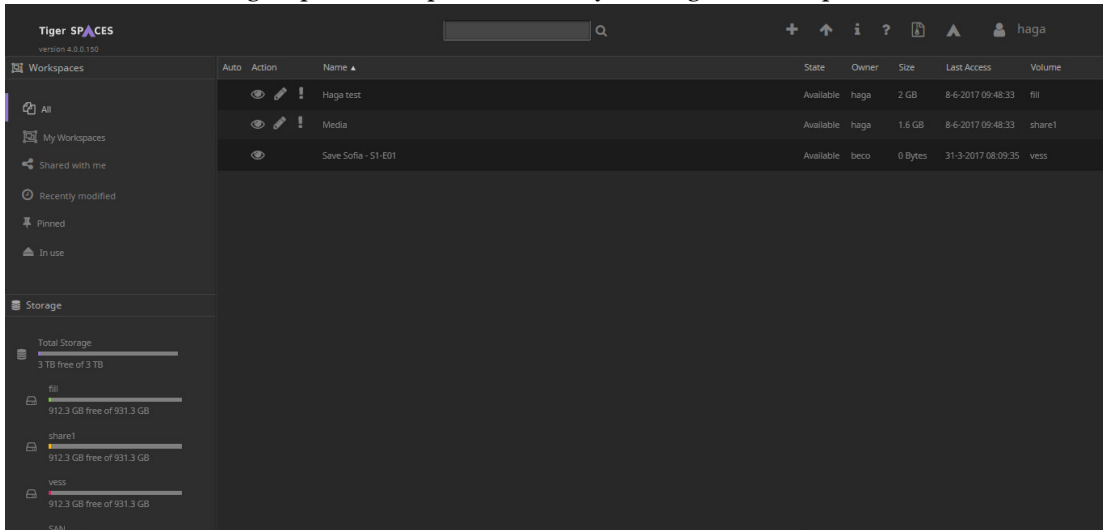 Tiger SPACES
version 4.0.0.150
haga
Workspaces
Auto Action Name ▲ State Owner Size Last Access Volume
All
My Workspaces
Shared with me
Recently modified
Pinned
In use
Haga test Available haga 2 GB 8-6-2017 09:48:33 fill
Media Available haga 1.6 GB 8-6-2017 09:48:33 share1
Save Sofia - S1-E01 Available beco 0 Bytes 31-3-2017 08:09:35 vess
Storage
Total Storage
3 TB free of 3 TB
fill
912.3 GB free of 931.3 GB
share1
912.3 GB free of 931.3 GB
vess
912.3 GB free of 931.3 GB
SAN